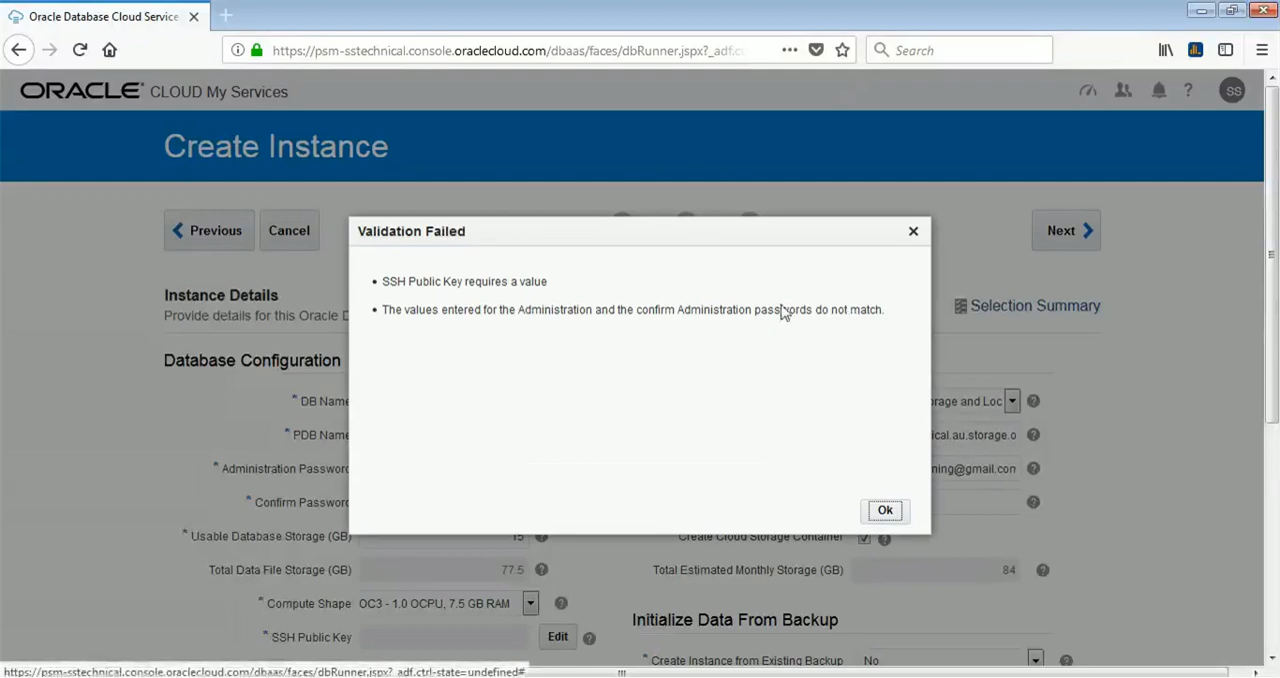 Oracle Database Cloud Service
https://psm-sstechnical.console.oraclecloud.com/dbaas/faces/dbRunner.jspx?_adf.c
Search
ORACLE CLOUD My Services
SS
Create Instance
Previous
Cancel
Next
Validation Failed
SSH Public Key requires a value
The values entered for the Administration and the confirm Administration passwords do not match.
Ok
Instance Details
Provide details for this Oracle D
Selection Summary
Database Configuration
* DB Name
orage and Loc
* PDB Name
ical.au.storage.o
* Administration Password
ning@gmail.com
* Confirm Password
* Usable Database Storage (GB) 15
Create Cloud Storage Container
Total Data File Storage (GB) 77.5
Total Estimated Monthly Storage (GB) 84
* Compute Shape OC3 - 1.0 OCPU, 7.5 GB RAM
Initialize Data From Backup
* SSH Public Key Edit
* Create Instance from Existing Backup No
https://psm-sstechnical.console.oraclecloud.com/dbaas/faces/dbRunner.jspx?_adf.ctrl-state=undefined#